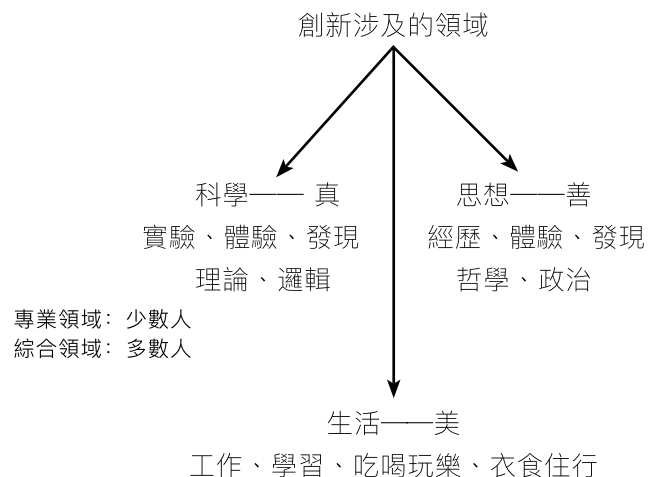 創新涉及的領域
科學—— 真
思想——善
實驗、體驗、發現
經歷、體驗、發現
理論、邏輯
哲學、政治
專業領域：少數人
綜合領域：多數人
生活——美
工作、學習、吃喝玩樂、衣食住行